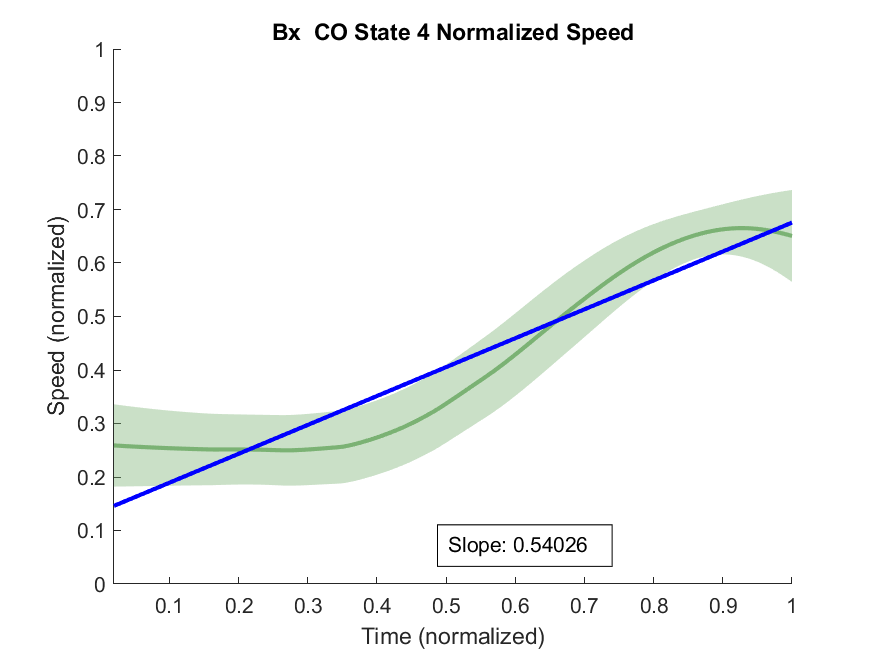 Bx  CO State 4 Normalized Speed
1
0.9
0.8
0.7
0.6
0.5
0.4
0.3
0.2
0.1
0
Speed (normalized)
Slope: 0.54026
0.1 0.2 0.3 0.4 0.5 0.6 0.7 0.8 0.9 1
Time (normalized)